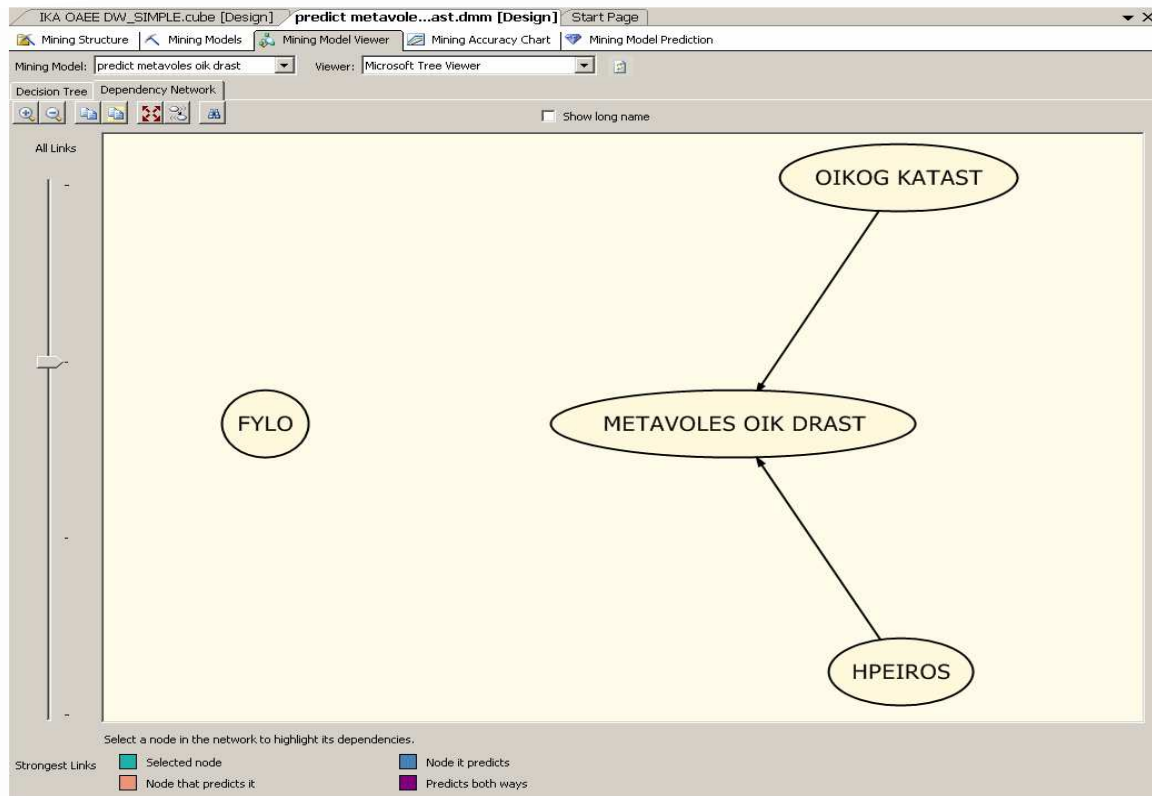 IKA OAEE DW_SIMPLE.cube [Design] predict metavole...ast.dmm [Design] Start Page
Mining Structure Mining Models Mining Model Viewer Mining Accuracy Chart Mining Model Prediction
Mining Model: predict metavoles oik drast Viewer: Microsoft Tree Viewer
Decision Tree Dependency Network
Show long name
All Links
OIKOG KATAST
FYLO
METAVOLES OIK DRAST
HPEIROS
Select a node in the network to highlight its dependencies.
Strongest Links Selected node Node it predicts
Node that predicts it Predicts both ways